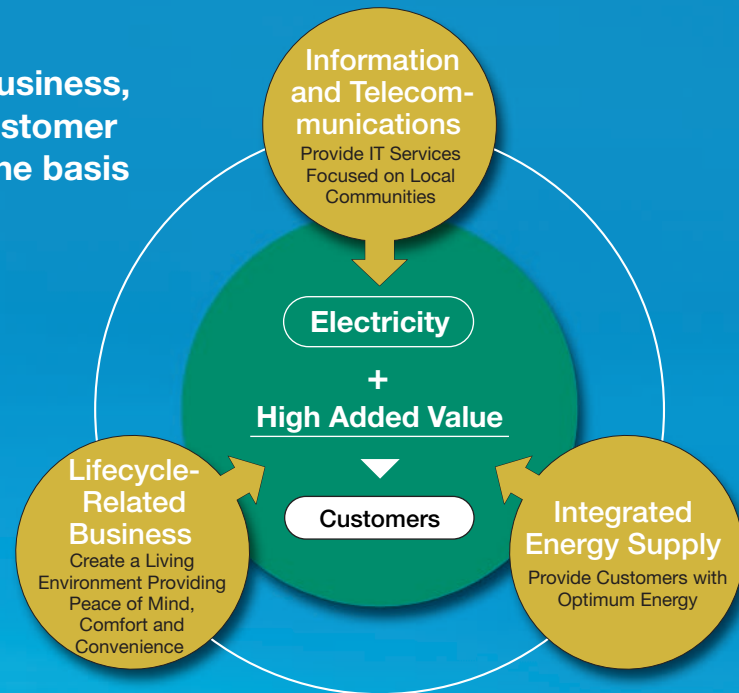 usiness,
stomer
ne basis
Information
and Telecom-
munications
Provide IT Services
Focused on Local
Communities
Electricity
+
High Added Value
Customers
Lifecycle-
Related
Business
Create a Living
Environment Providing
Peace of Mind,
Comfort and
Convenience
Integrated
Energy Supply
Provide Customers with
Optimum Energy